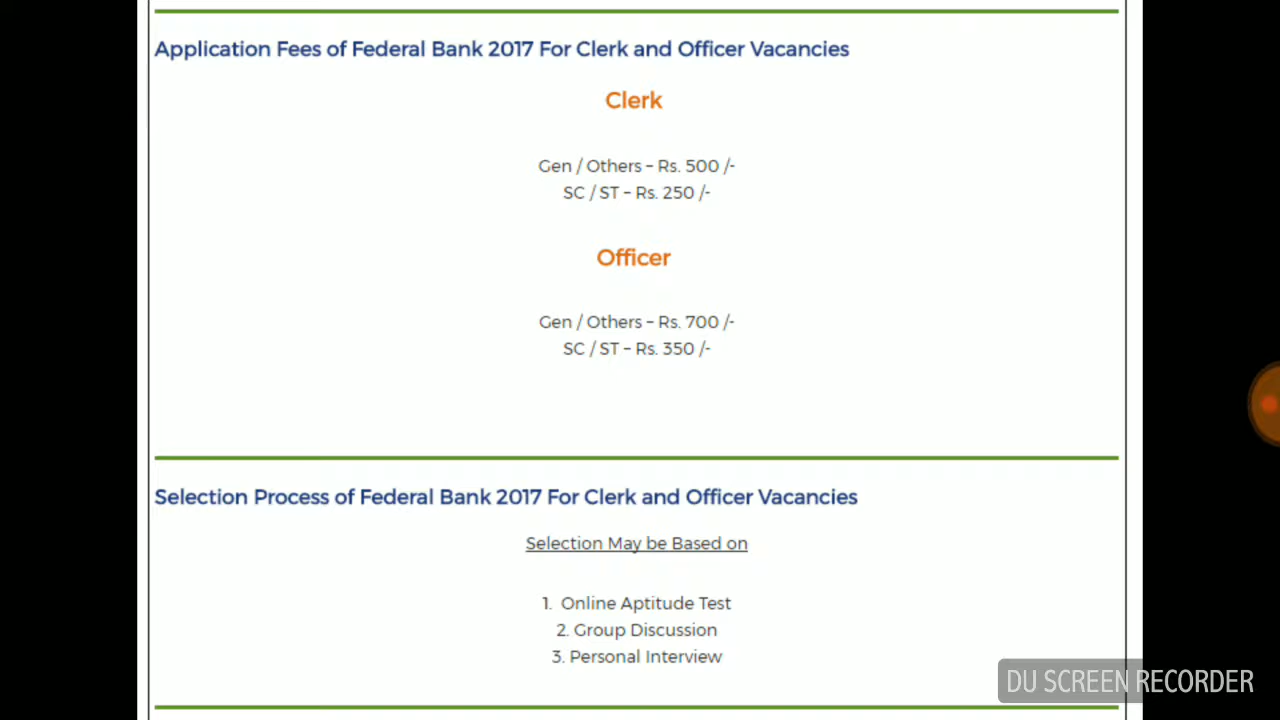 Application Fees of Federal Bank 2017 For Clerk and Officer Vacancies
Clerk
Gen / Others – Rs. 500 /-
SC / ST – Rs. 250 /-
Officer
Gen / Others – Rs. 700 /-
SC / ST – Rs. 350 /-
Selection Process of Federal Bank 2017 For Clerk and Officer Vacancies
Selection May be Based on
1. Online Aptitude Test
2. Group Discussion
3. Personal Interview
DU SCREEN RECORDER